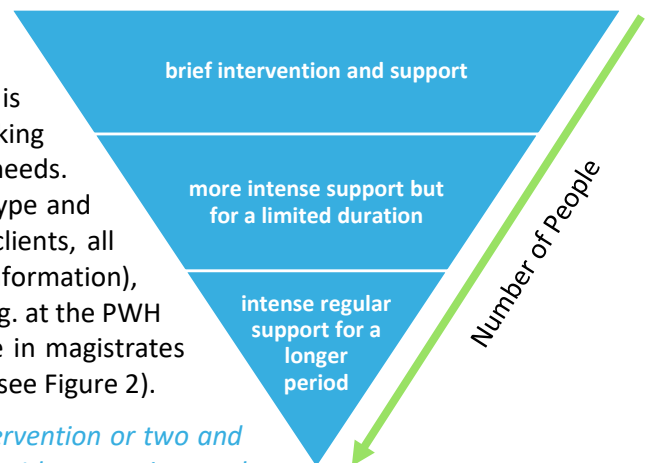 brief intervention and support
more intense support but
for a limited duration
intense regular
support for a
longer
period
Number of People
is
king
needs.
ype and
clients, all
formation),
g. at the PWH
e in magistrates
see Figure 2).
ervention or two and